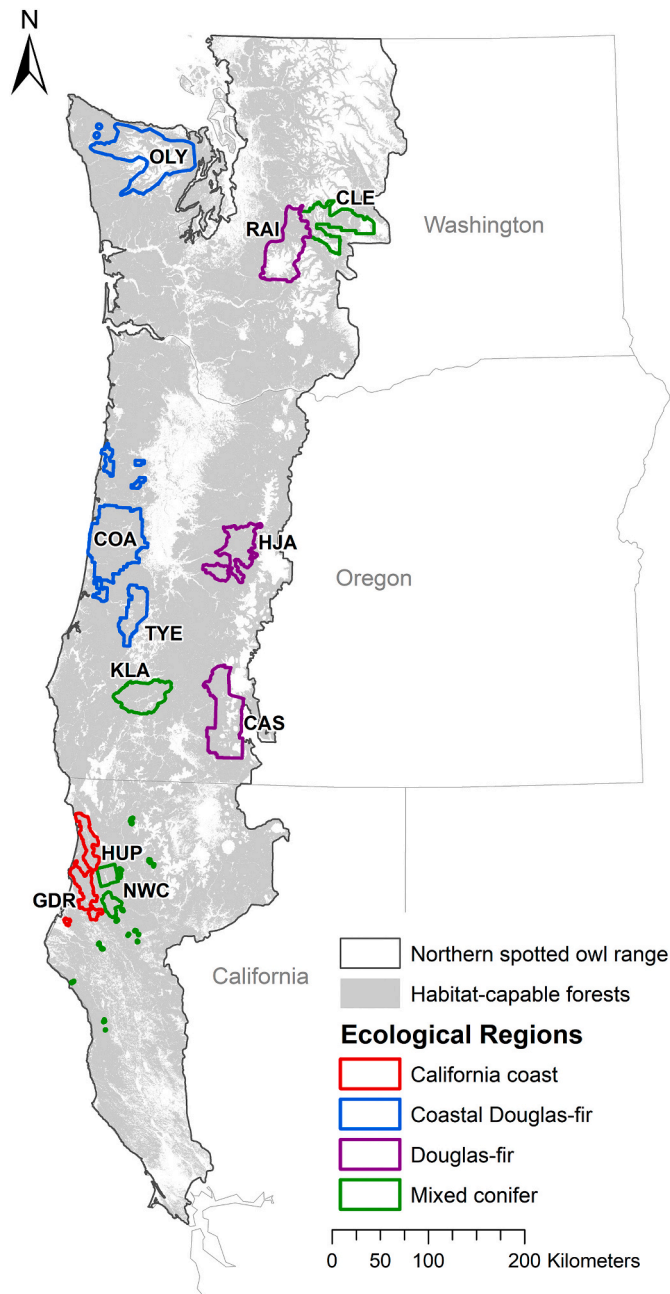 N
OLY
CLE
RAI
Washington
COA
HJA
Oregon
TYE
KLA
CAS
HUP
NWC
GDR
California
Northern spotted owl range
Habitat-capable forests
Ecological Regions
California coast
Coastal Douglas-fir
Douglas-fir
Mixed conifer
0 50 100 200 Kilometers